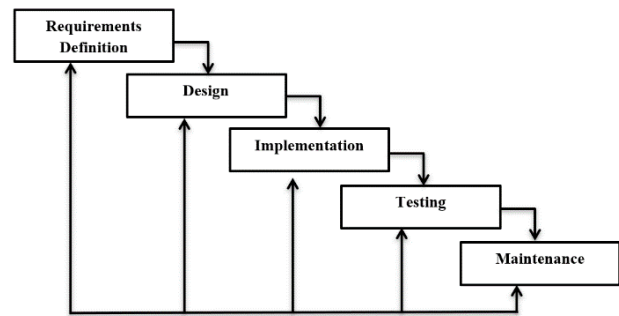 Requirements
Definition
Design
Implementation
Testing
Maintenance